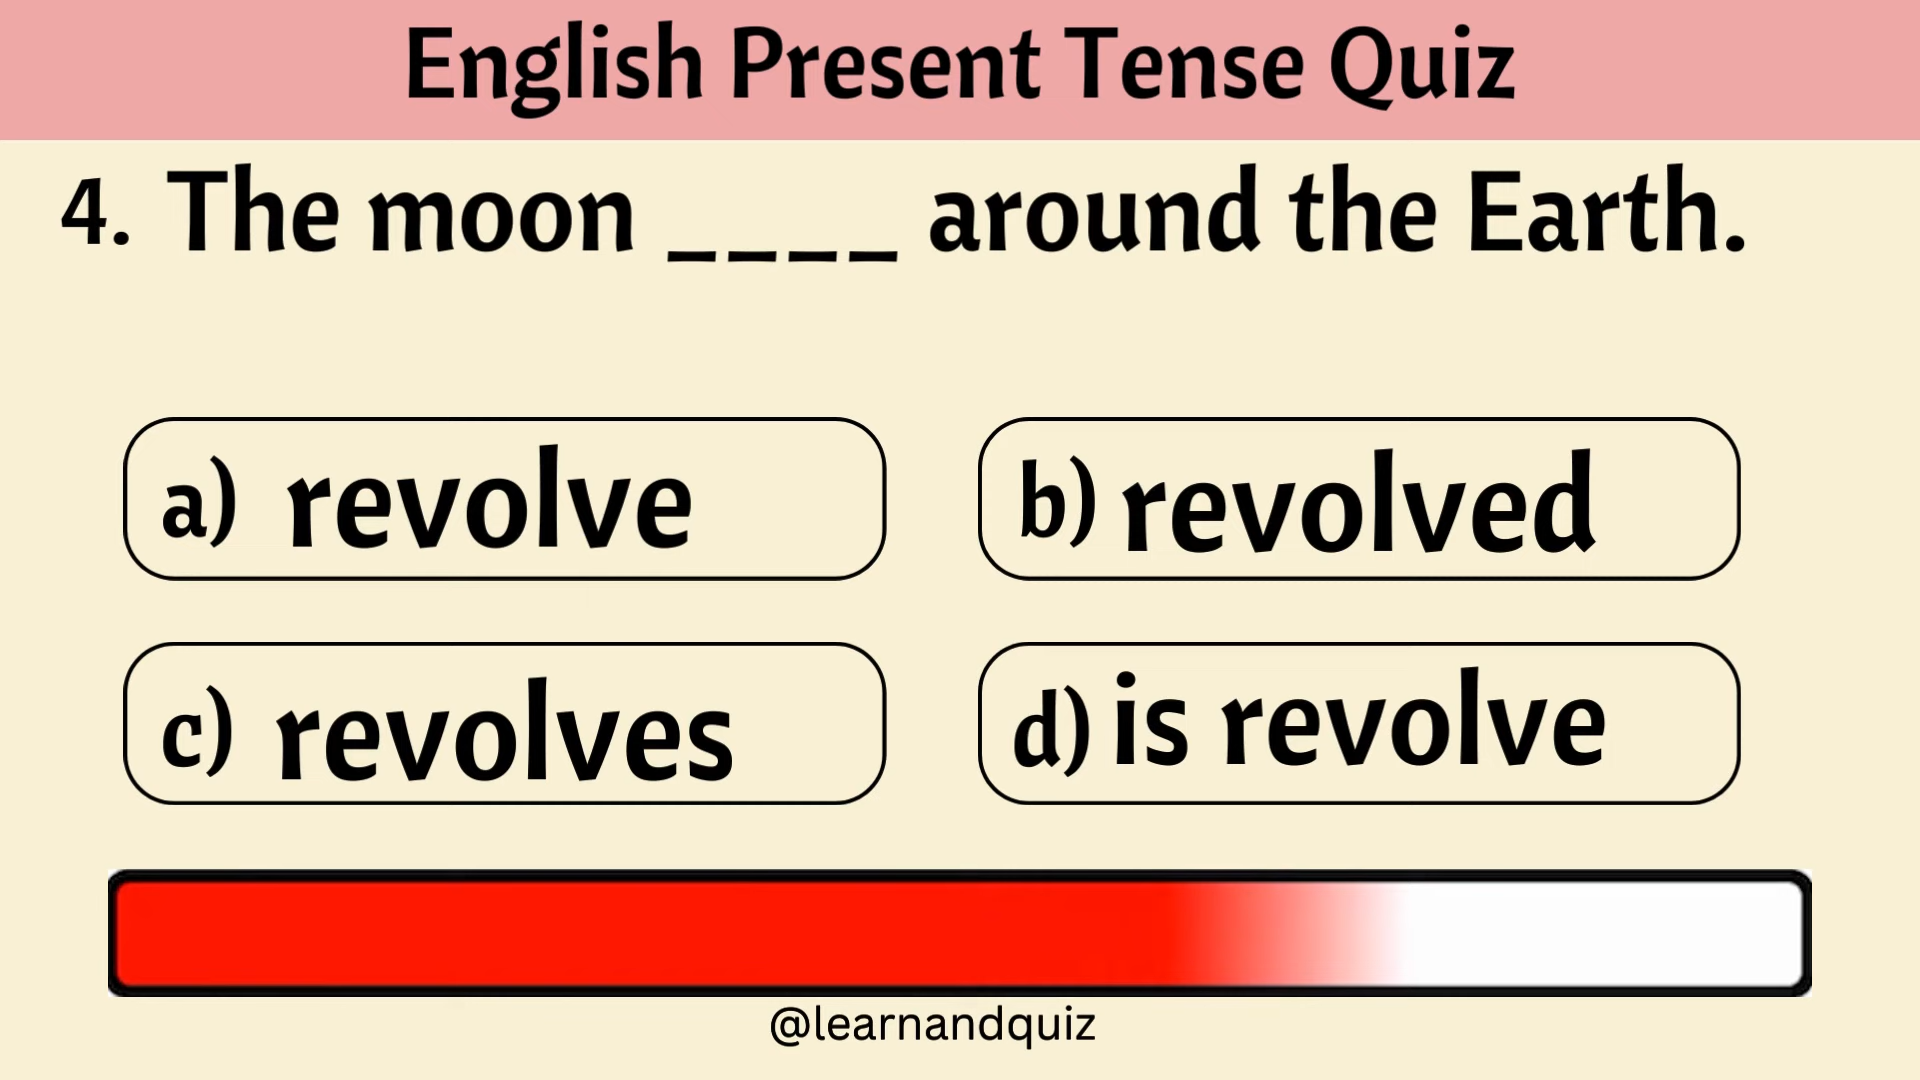 English Present Tense Quiz
4. The moon ____ around the Earth.
a) revolve
b) revolved
c) revolves
d) is revolve
@learnandquiz